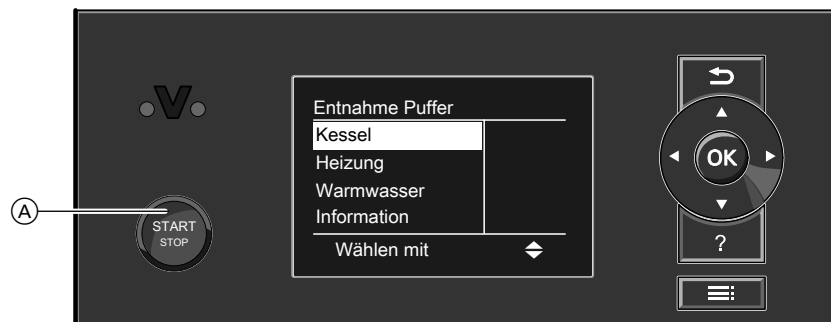 Entnahme Puffer
Kessel
Heizung
Warmwasser
Information
Wählen mit
A
START
STOP
OK
?